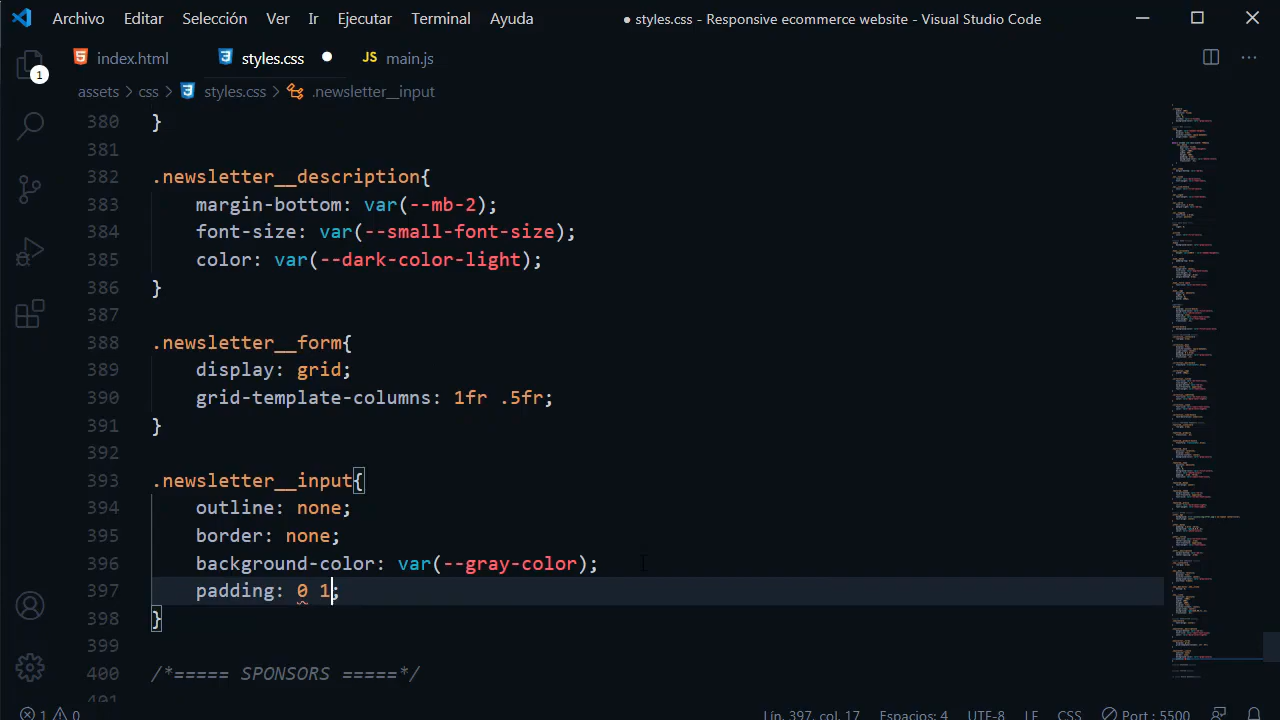 Archivo Editar Selección Ver Ir Ejecutar Terminal Ayuda ● styles.css - Responsive ecommerce website - Visual Studio Code
index.html styles.css JS main.js
1
assets > css > styles.css > .newsletter__input
380 }
381
382 .newsletter__description{
383 margin-bottom: var(--mb-2);
384 font-size: var(--small-font-size);
385 color: var(--dark-color-light);
386 }
387
388 .newsletter__form{
389 display: grid;
390 grid-template-columns: 1fr .5fr;
391 }
392
393 .newsletter__input{
394 outline: none;
395 border: none;
396 background-color: var(--gray-color);
397 padding: 0 1;
398 }
399
400 /*===== SPONSORS =====*/
401
1 0 Lín. 397, col. 17 Espacios: 4 UTF-8 LF CSS Port : 5500